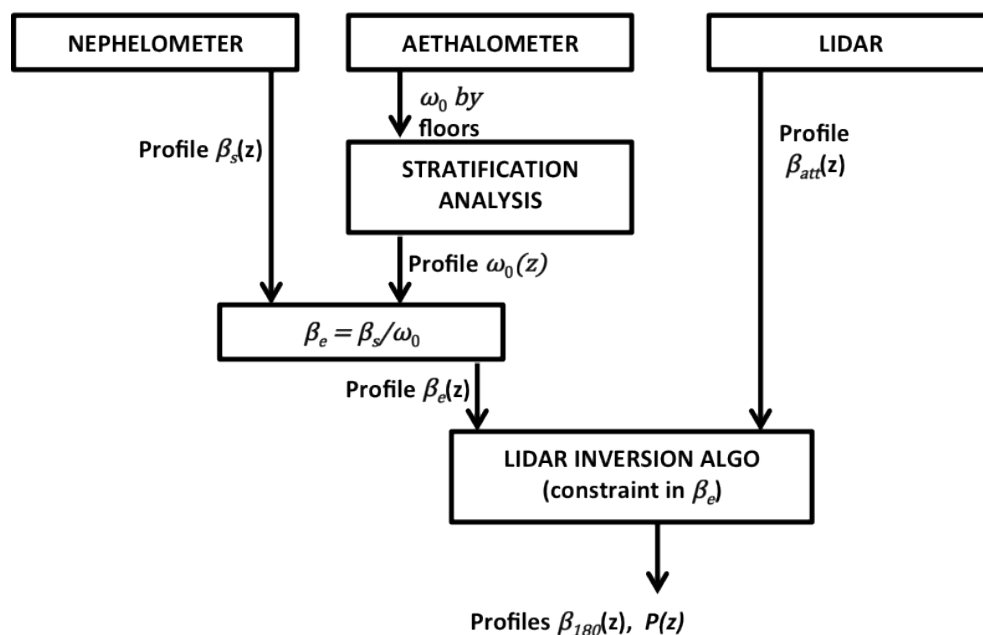 NEPHELOMETER
AETHALOMETER
LIDAR
ω₀ by
floors
Profile βₛ(z)
Profile
β_att(z)
STRATIFICATION
ANALYSIS
Profile ω₀(z)
βₑ = βₛ/ω₀
Profile βₑ(z)
LIDAR INVERSION ALGO
(constraint in βₑ)
Profiles β₁₈₀(z), P(z)